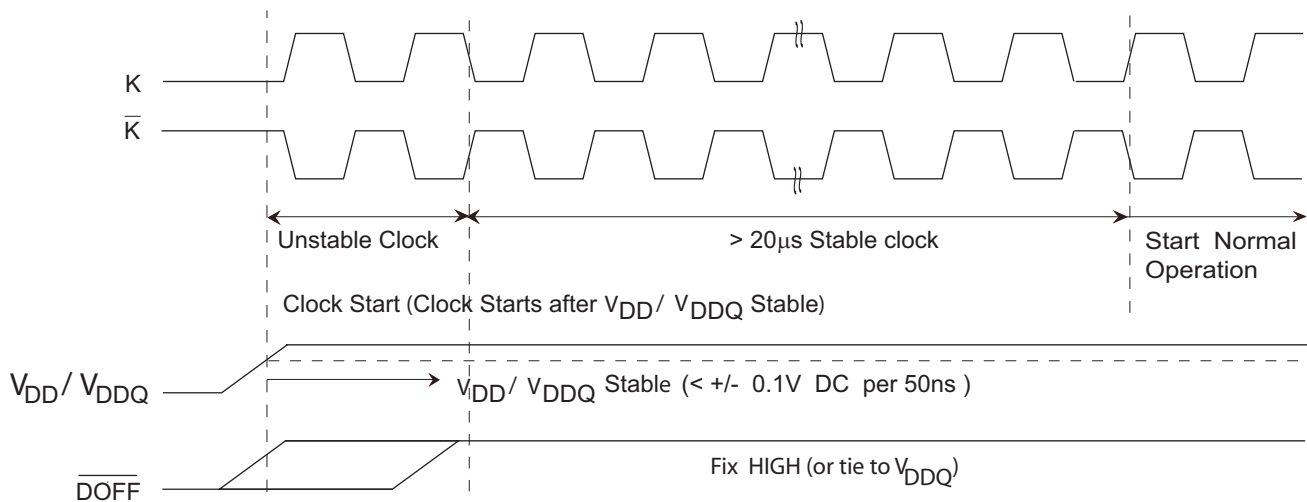 K
K̅
Unstable Clock
> 20μs Stable clock
Start Normal
Operation
Clock Start (Clock Starts after VDD/ VDDQ Stable)
VDD/ VDDQ
VDD/ VDDQ Stable (< +/- 0.1V DC per 50ns )
Fix HIGH (or tie to VDDQ)
D̅O̅F̅F̅